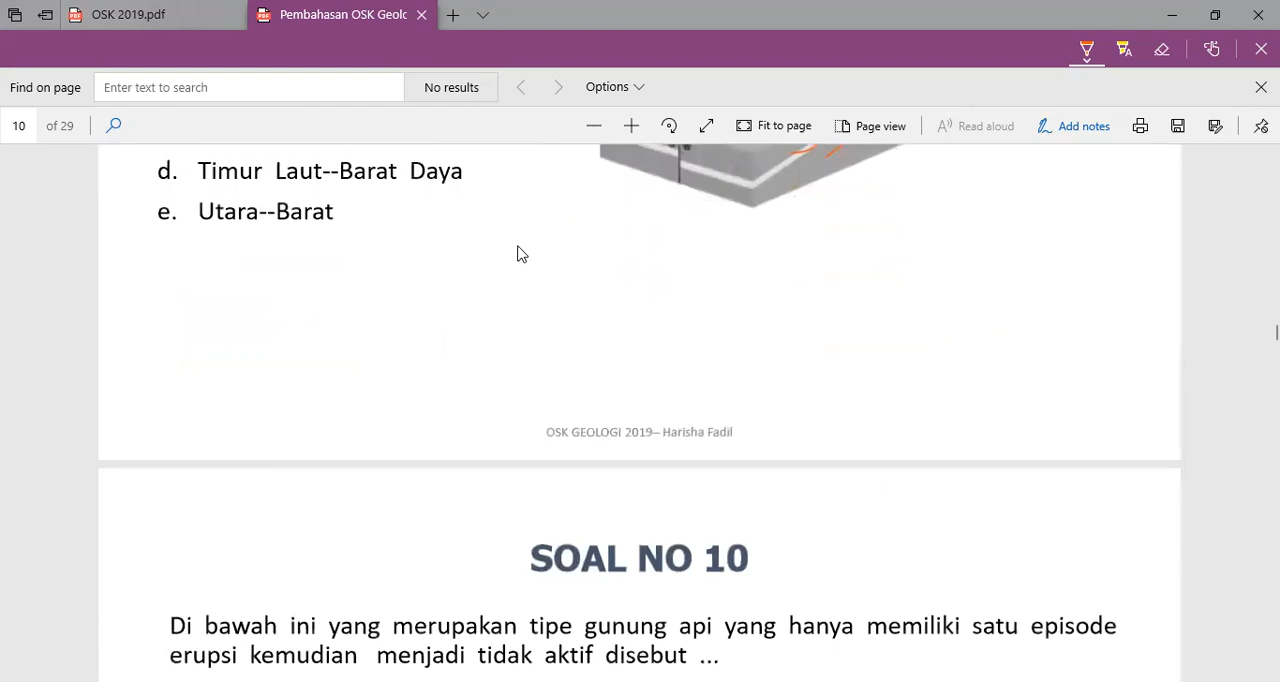 OSK 2019.pdf
Pembahasan OSK Geolo
Find on page
Enter text to search
No results
Options
10 of 29
Fit to page
Page view
Read aloud
Add notes
d. Timur Laut--Barat Daya
e. Utara--Barat
OSK GEOLOGI 2019– Harisha Fadil
SOAL NO 10
Di bawah ini yang merupakan tipe gunung api yang hanya memiliki satu episode
erupsi kemudian menjadi tidak aktif disebut ...